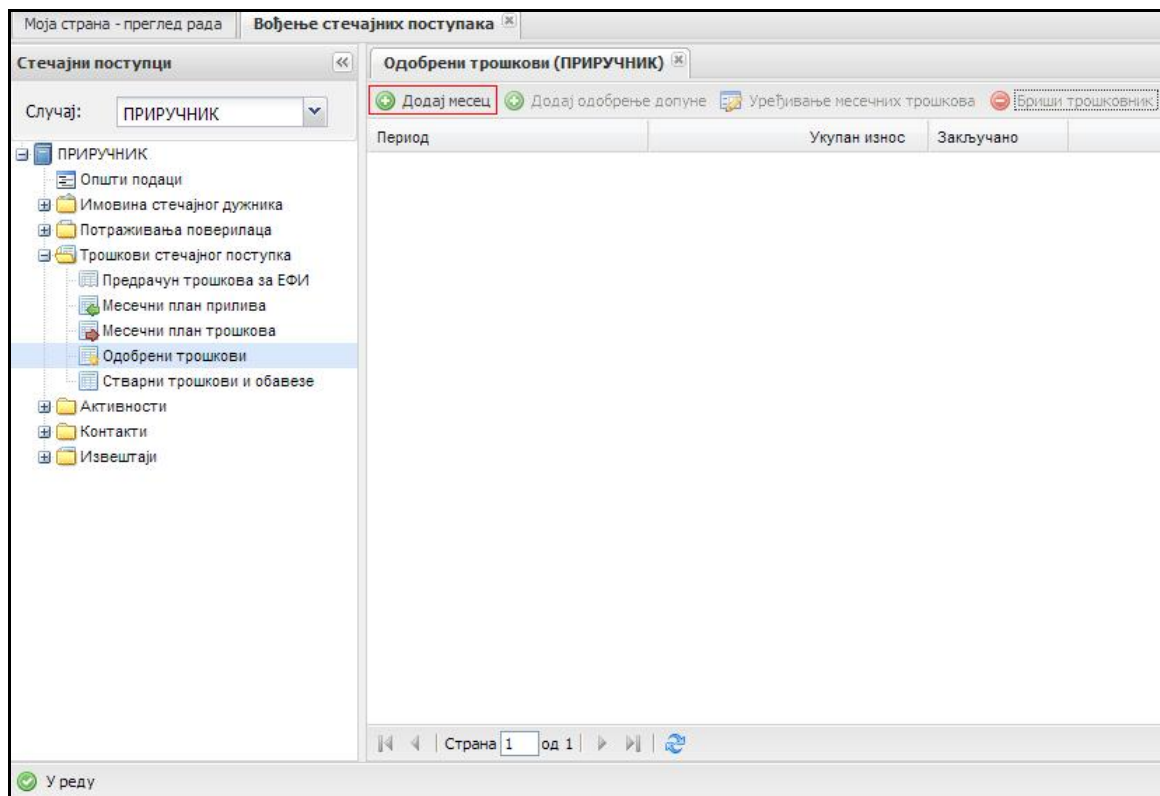 Моја страна - преглед рада Вођење стечајних поступака
Стечајни поступци
Случај: ПРИРУЧНИК
ПРИРУЧНИК
Општи подаци
Имовина стечајног дужника
Потраживања поверилаца
Трошкови стечајног поступка
Предрачун трошкова за ЕФИ
Месечни план прилива
Месечни план трошкова
Одобрени трошкови
Стварни трошкови и обавезе
Активности
Контакти
Извештаји
Одобрени трошкови (ПРИРУЧНИК)
Додај месец Додај одобрење допуне Уређивање месечних трошкова Бриши трошковник
Период Укупан износ Закључано
Страна 1 од 1
У реду